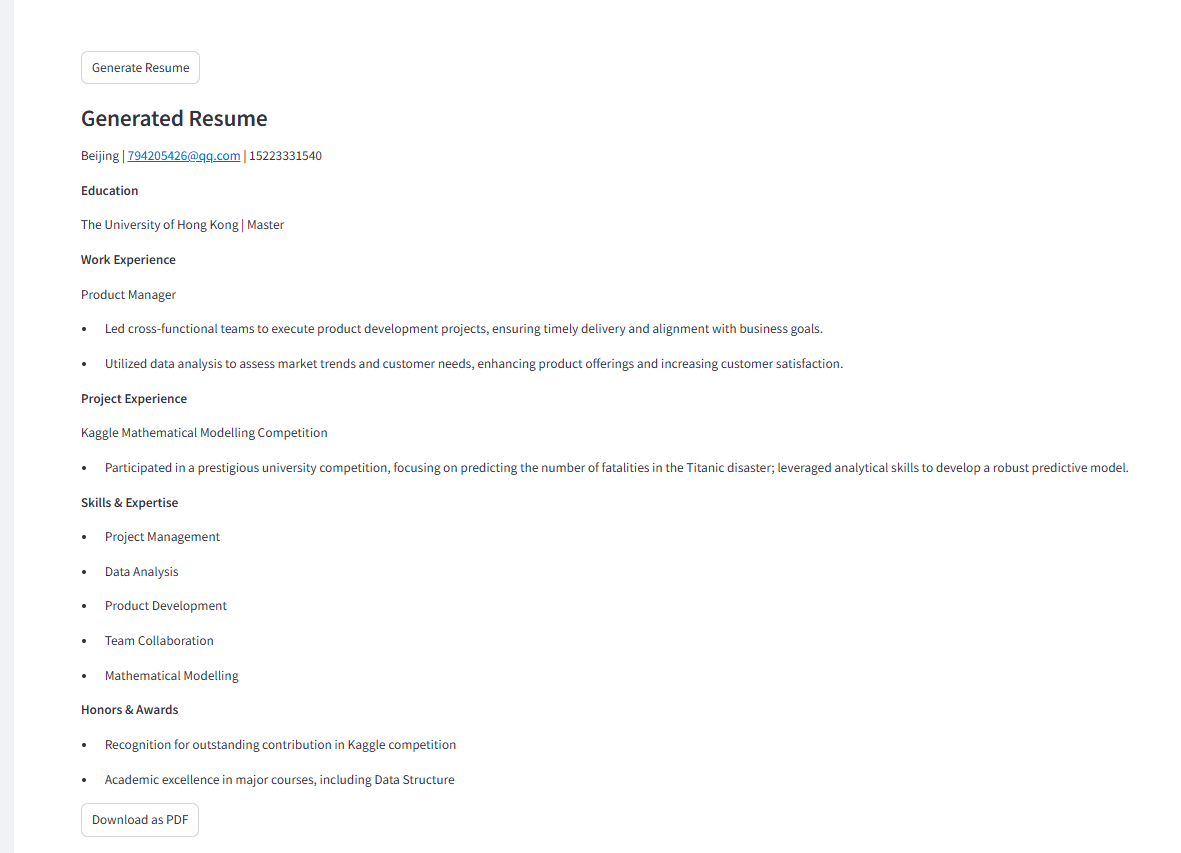 Generate Resume
Generated Resume
Beijing | 794205426@qq.com | 15223331540
Education
The University of Hong Kong | Master
Work Experience
Product Manager
• Led cross-functional teams to execute product development projects, ensuring timely delivery and alignment with business goals.
• Utilized data analysis to assess market trends and customer needs, enhancing product offerings and increasing customer satisfaction.
Project Experience
Kaggle Mathematical Modelling Competition
• Participated in a prestigious university competition, focusing on predicting the number of fatalities in the Titanic disaster; leveraged analytical skills to develop a robust predictive model.
Skills & Expertise
• Project Management
• Data Analysis
• Product Development
• Team Collaboration
• Mathematical Modelling
Honors & Awards
• Recognition for outstanding contribution in Kaggle competition
• Academic excellence in major courses, including Data Structure
Download as PDF